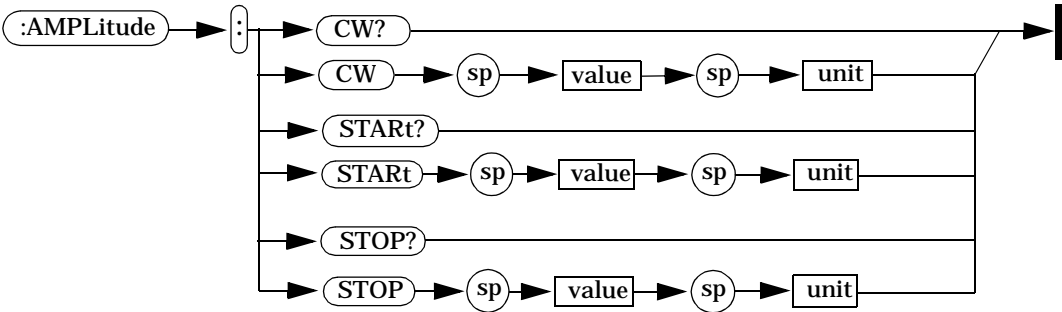 :AMPLitude : CW?
CW sp value sp unit
STARt?
STARt sp value sp unit
STOP?
STOP sp value sp unit